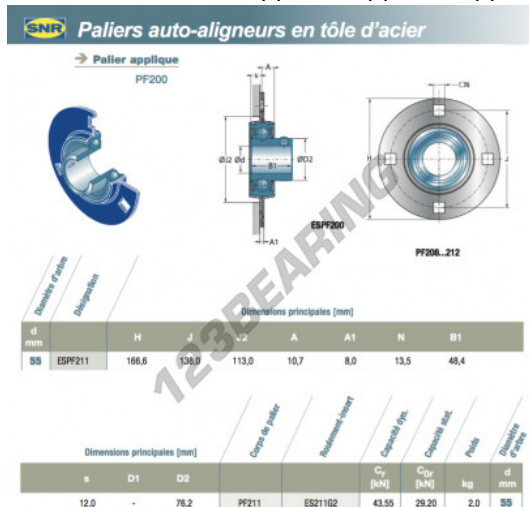 SNR Paliers auto-aligneurs en tôle d'acier
Palier applique
PF200
A
s
□N
ØJ2 Ød B1 ØD2
H
J
A1
ESPF200
PF208...212
123BEARING
Diamètre d'arbre
Désignation
Dimensions principales [mm]
d mm H J J2 A A1 N B1
55 ESPF211 166,6 138,0 113,0 10,7 8,0 13,5 48,4
Dimensions principales [mm]
Corps de palier
Roulement-insert
Capacité dyn.
Capacité stat.
Poids
Diamètre d'arbre
s D1 D2 Cr [kN] C0r [kN] kg d mm
12,0 - 76,2 PF211 ES211G2 43,55 29,20 2,0 55